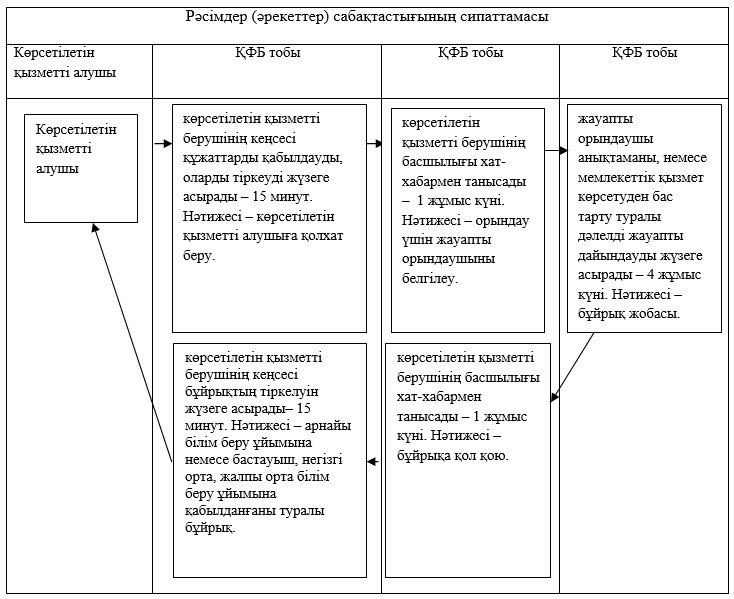 Рәсімдер (әрекеттер) сабақтастығының сипаттамасы
Көрсетілетін
қызметті алушы
ҚФБ тобы
ҚФБ тобы
ҚФБ тобы
Көрсетілетін
қызметті
алушы
көрсетілетін қызметті
берушінің кеңсесі
құжаттарды қабылдауды,
оларды тіркеуді жүзеге
асырады – 15 минут.
Нәтижесі – көрсетілетін
қызметті алушыға қолхат
беру.
көрсетілетін
қызметті берушінің
басшылығы хат-
хабармен танысады
– 1 жұмыс күні.
Нәтижесі – орындау
үшін жауапты
орындаушыны
белгілеу.
жауапты
орындаушы
анықтаманы, немесе
мемлекеттік қызмет
көрсетуден бас
тарту туралы
дәлелді жауапты
дайындауды жүзеге
асырады – 4 жұмыс
күні. Нәтижесі –
бұйрық жобасы.
көрсетілетін қызметті
берушінің кеңсесі
бұйрықтың тіркелуін
жүзеге асырады– 15
минут. Нәтижесі – арнайы
білім беру ұйымына
немесе бастауыш, негізгі
орта, жалпы орта білім
беру ұйымына
қабылданғаны туралы
бұйрық.
көрсетілетін қызметті
берушінің басшылығы
хат-хабармен
танысады – 1 жұмыс
күні. Нәтижесі –
бұйрықа қол қою.